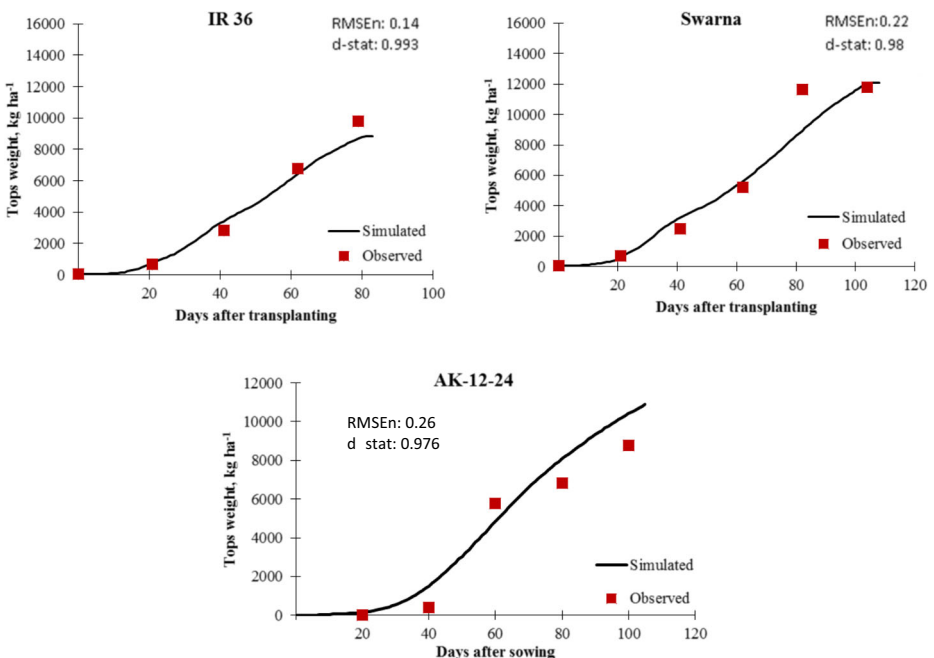 IR 36
RMSEn: 0.14
d-stat: 0.993
Tops weight, kg ha⁻¹
16000
14000
12000
10000
8000
6000
4000
2000
0
20
40
60
80
100
Simulated
Observed
Days after transplanting
Swarna
RMSEn:0.22
d-stat: 0.98
Tops weight, kg ha⁻¹
16000
14000
12000
10000
8000
6000
4000
2000
0
20
40
60
80
100
120
Simulated
Observed
Days after transplanting
AK-12-24
RMSEn: 0.26
d stat: 0.976
Tops weight, kg ha⁻¹
12000
10000
8000
6000
4000
2000
0
20
40
60
80
100
120
Simulated
Observed
Days after sowing